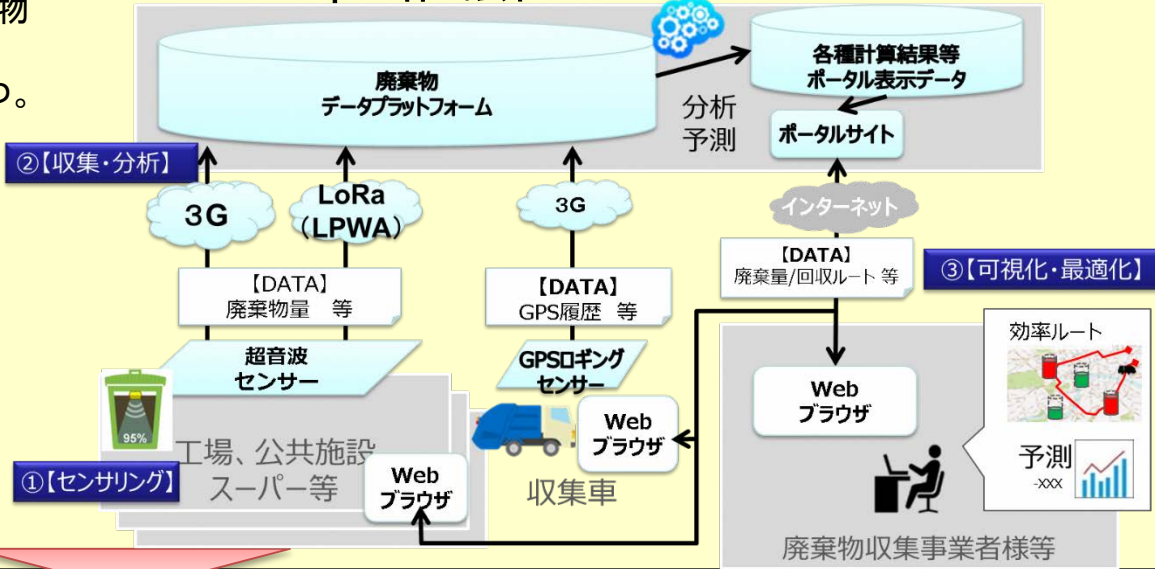 物
つ。
廃棄物
データプラットフォーム
各種計算結果等
ポータル表示データ
分析
予測
ポータルサイト
②【収集・分析】
3G
LoRa
(LPWA)
3G
インターネット
【DATA】
廃棄物量 等
【DATA】
GPS履歴 等
【DATA】
廃棄量/回収ルート 等
③【可視化・最適化】
超音波
センサー
GPSロギング
センサー
効率ルート
Web
ブラウザ
95%
Web
ブラウザ
工場、公共施設
スーパー等
Web
ブラウザ
収集車
予測
-xxx
①【センサリング】
廃棄物収集事業者様等